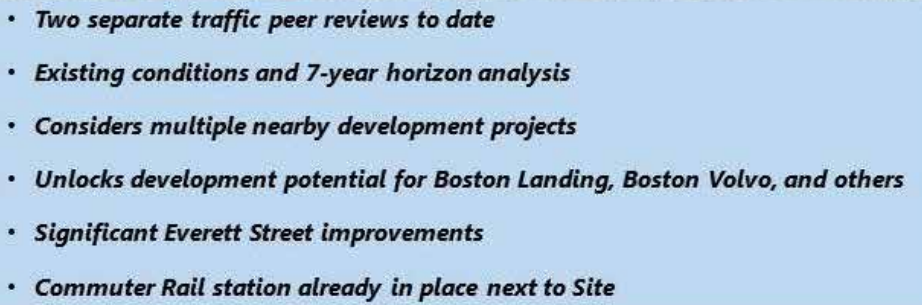 • Two separate traffic peer reviews to date
• Existing conditions and 7-year horizon analysis
• Considers multiple nearby development projects
• Unlocks development potential for Boston Landing, Boston Volvo, and others
• Significant Everett Street improvements
• Commuter Rail station already in place next to Site